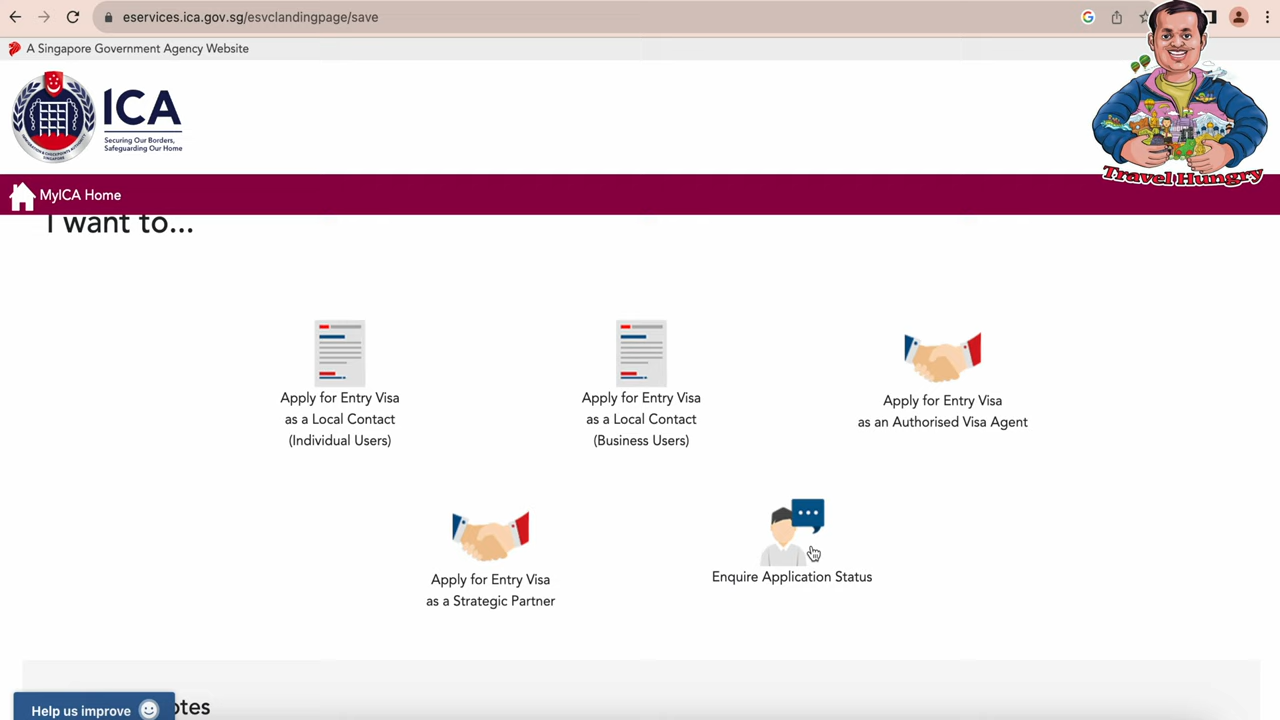 eservices.ica.gov.sg/esvclandingpage/save
A Singapore Government Agency Website
ICA
Securing Our Borders,
Safeguarding Our Home
Travel Hungry
MyICA Home
I want to...
Apply for Entry Visa
as a Local Contact
(Individual Users)
Apply for Entry Visa
as a Local Contact
(Business Users)
Apply for Entry Visa
as an Authorised Visa Agent
Apply for Entry Visa
as a Strategic Partner
Enquire Application Status
Help us improve
otes